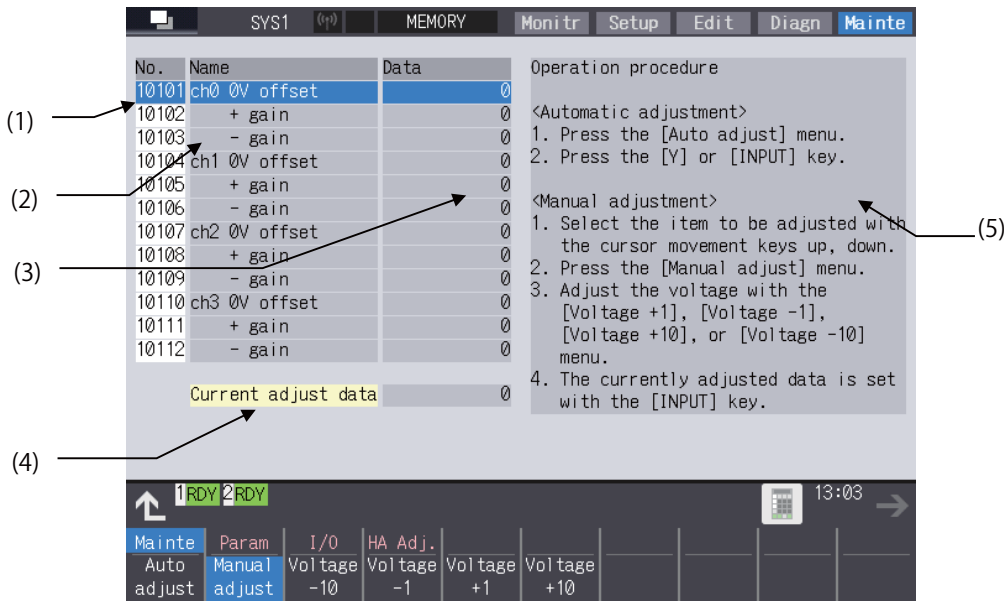 SYS1 MEMORY Monitr Setup Edit Diagn Mainte
No. Name Data
10101 ch0 0V offset 0
10102 + gain 0
10103 - gain 0
10104 ch1 0V offset 0
10105 + gain 0
10106 - gain 0
10107 ch2 0V offset 0
10108 + gain 0
10109 - gain 0
10110 ch3 0V offset 0
10111 + gain 0
10112 - gain 0
Current adjust data 0
Operation procedure
<Automatic adjustment>
1. Press the [Auto adjust] menu.
2. Press the [Y] or [INPUT] key.
<Manual adjustment>
1. Select the item to be adjusted with
the cursor movement keys up, down.
2. Press the [Manual adjust] menu.
3. Adjust the voltage with the
[Voltage +1], [Voltage -1],
[Voltage +10], or [Voltage -10]
menu.
4. The currently adjusted data is set
with the [INPUT] key.
(1)
(2)
(3)
(4)
(5)
1 RDY 2 RDY 13:03
Mainte Param I/O HA Adj.
Auto adjust
Manual adjust
Voltage -10
Voltage -1
Voltage +1
Voltage +10